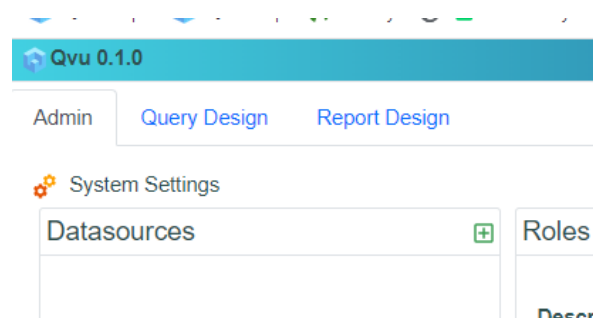 Qvu 0.1.0
Admin Query Design Report Design
System Settings
Datasources Roles